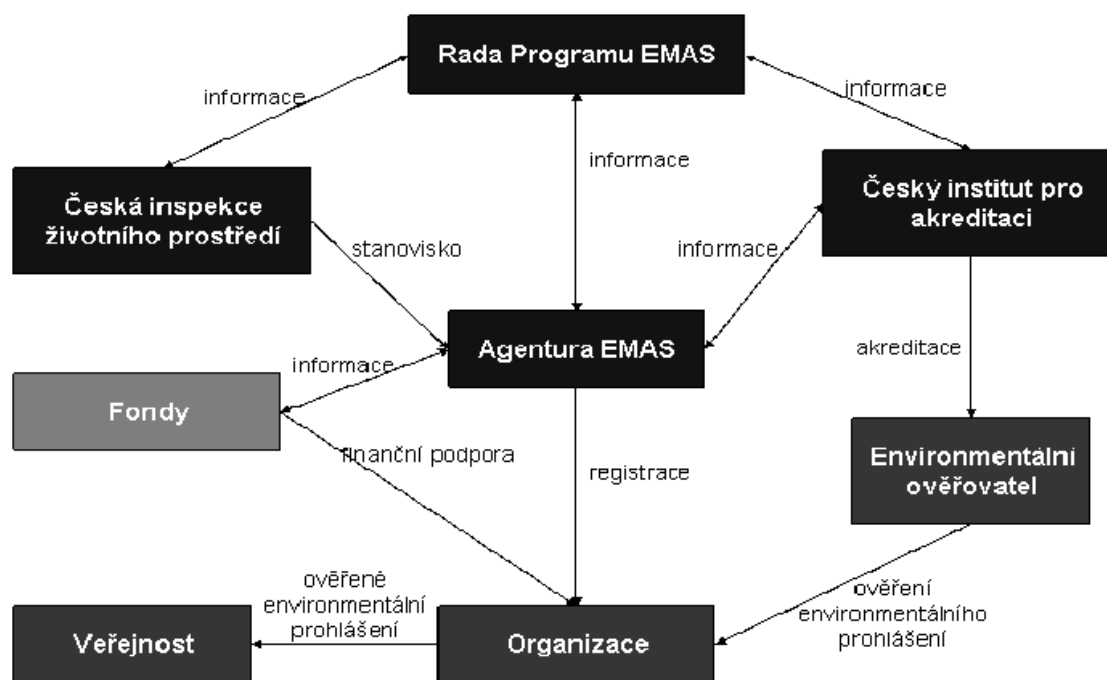 Rada Programu EMAS
informace
informace
informace
Česká inspekce
životního prostředí
Český institut pro
akreditaci
stanovisko
informace
Agentura EMAS
informace
akreditace
Fondy
finanční podpora
registrace
Environmentální
ověřovatel
ověřené
environmentální
prohlášení
ověření
environmentálního
prohlášení
Veřejnost
Organizace